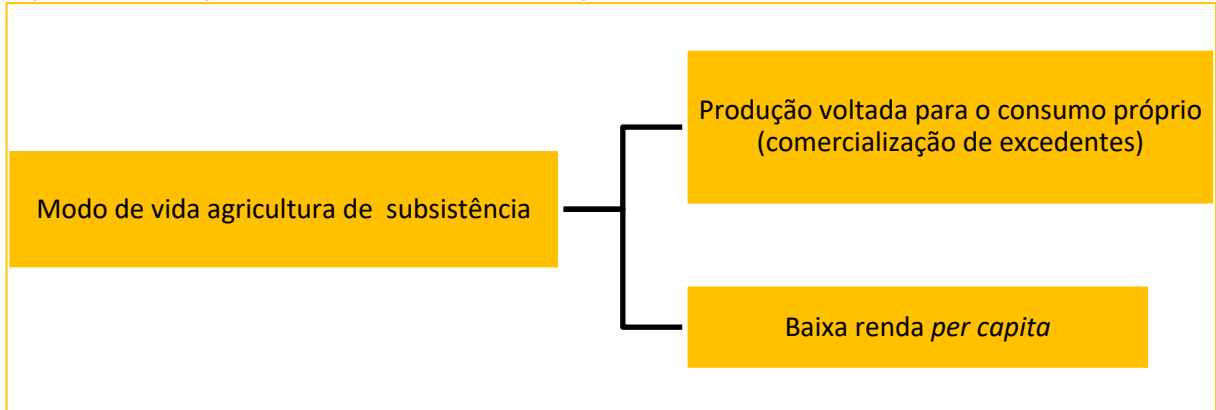 Modo de vida agricultura de subsistência
Produção voltada para o consumo próprio
(comercialização de excedentes)
Baixa renda per capita